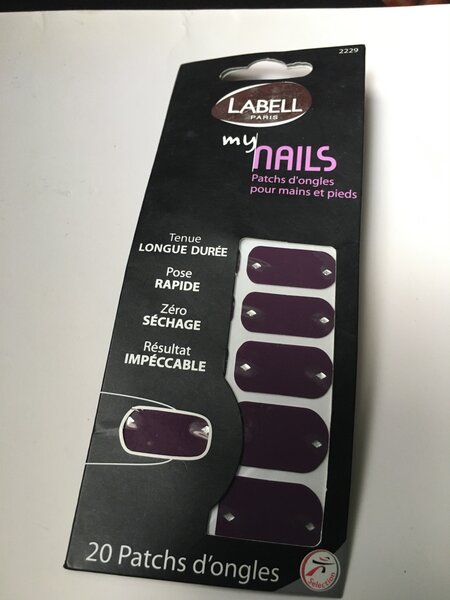 2229
LABELL
PARIS
my
NAILS
Patchs d'ongles
pour mains et pieds
Tenue
LONGUE DURÉE
Pose
RAPIDE
Zéro
SÉCHAGE
Résultat
IMPÉCCABLE
20 Patchs d'ongles
Selection